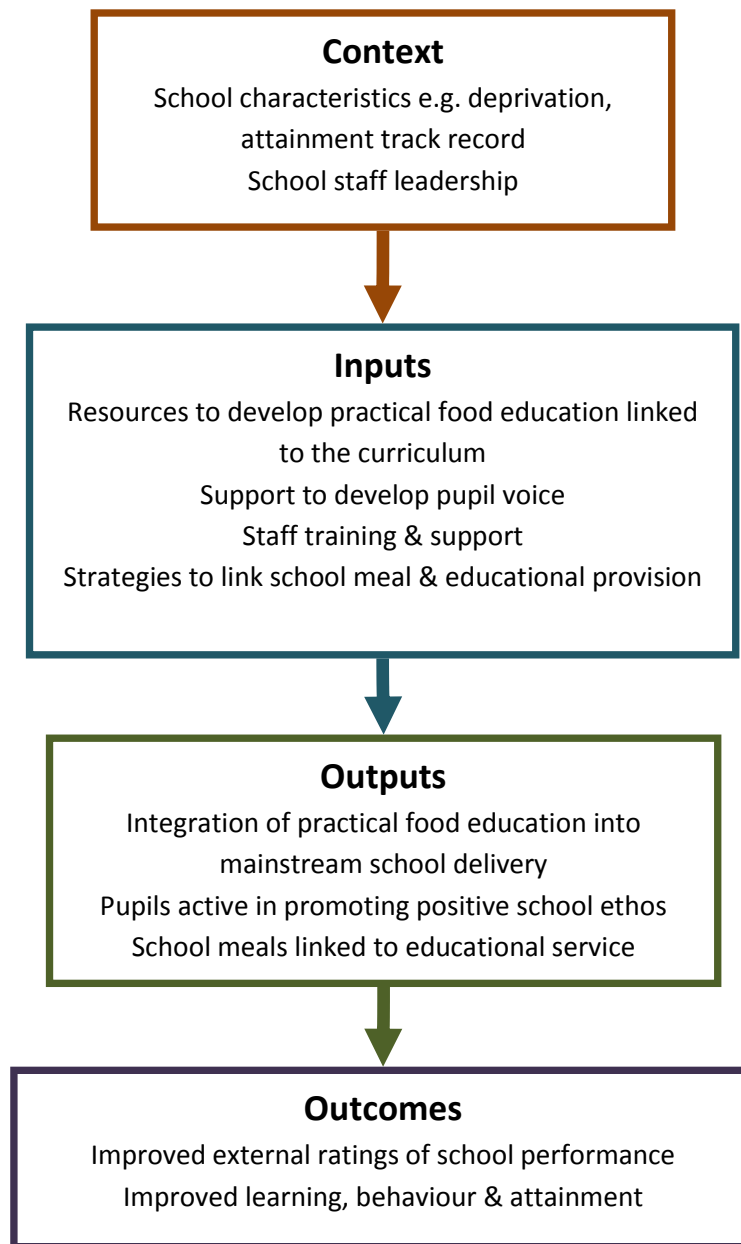 Context
School characteristics e.g. deprivation,
attainment track record
School staff leadership
Inputs
Resources to develop practical food education linked
to the curriculum
Support to develop pupil voice
Staff training & support
Strategies to link school meal & educational provision
Outputs
Integration of practical food education into
mainstream school delivery
Pupils active in promoting positive school ethos
School meals linked to educational service
Outcomes
Improved external ratings of school performance
Improved learning, behaviour & attainment